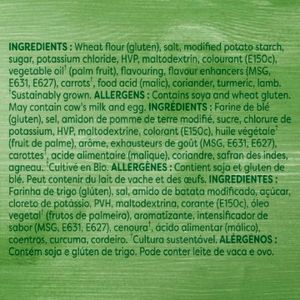 INGREDIENTS : Wheat flour (gluten), salt, modified potato starch,
sugar, potassium chloride, HVP, maltodextrin, colourant (E150c),
vegetable oil† (palm fruit), flavouring, flavour enhancers (MSG,
E631, E627), carrots†, food acid (malic), coriander, turmeric, lamb.
†Sustainably grown. ALLERGENS : Contains soya and wheat gluten.
May contain cow's milk and egg. INGRÉDIENTS : Farine de blé
(gluten), sel, amidon de pomme de terre modifié, sucre, chlorure de
potassium, HVP, maltodextrine, colorant (E150c), huile végétale†
(fruit de palme), arôme, exhausteurs de goût (MSG, E631, E627),
carottes†, acide alimentaire (malique), coriandre, safran des indes,
agneau. †Cultivé en Bio. ALLERGÈNES : Contient soja et gluten de
blé. Peut contenir du lait de vache et des œufs. INGREDIENTES :
Farinha de trigo (glúten), sal, amido de batata modificado, açúcar,
cloreto de potássio, PVH, maltodextrina, corante (E150c), óleo
vegetal† (frutos de palmeira), aromatizante, intensificador de
sabor (MSG, E631, E627), cenoura†, ácido alimentar (málico),
coentros, curcuma, cordeiro. †Cultura sustentável. ALÉRGENOS :
Contém soja e glúten de trigo. Pode conter leite de vaca e ovo.